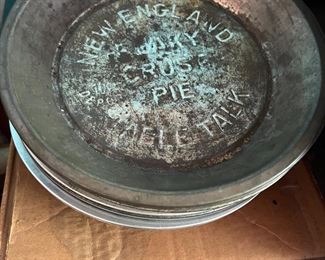 NEW ENGLAND
FLAKY
CRUST
PIE
TABLE TALK